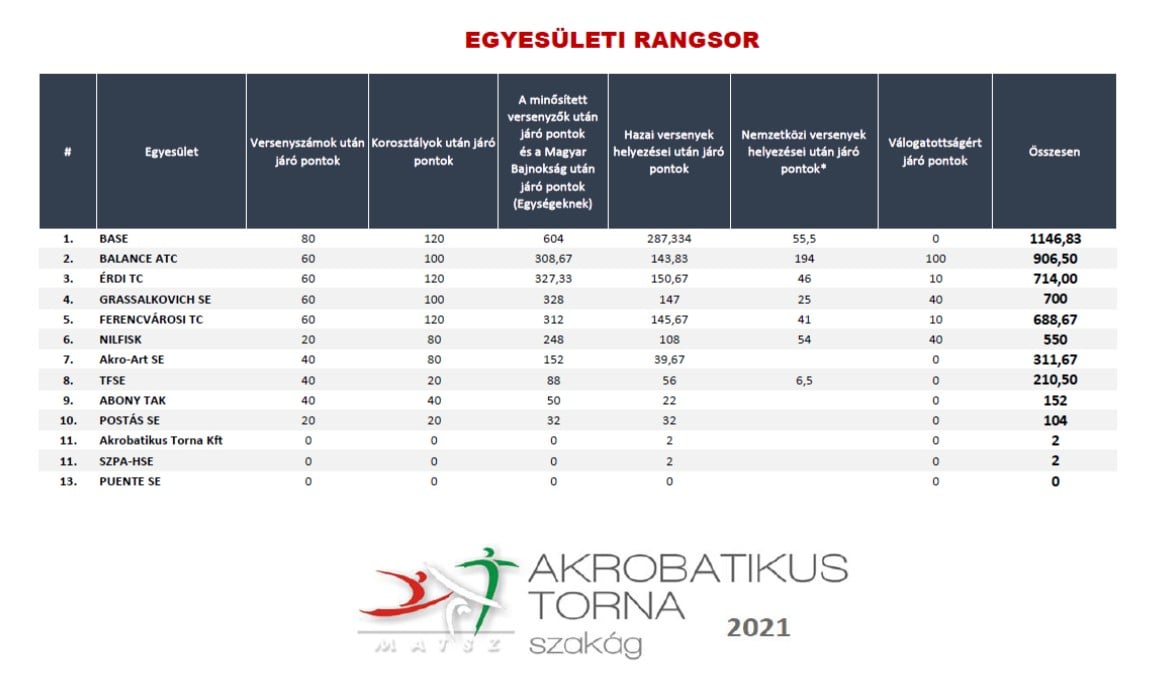 EGYESÜLETI RANGSOR
# Egyesület Versenyszámok után járó pontok Korosztályok után járó pontok A minősített versenyzők után járó pontok és a Magyar Bajnokság után járó pontok (Egységeknek) Hazai versenyek helyezései után járó pontok Nemzetközi versenyek helyezései után járó pontok* Válogatottságért járó pontok Összesen
1. BASE 80 120 604 287,334 55,5 0 1146,83
2. BALANCE ATC 60 100 308,67 143,83 194 100 906,50
3. ÉRDI TC 60 120 327,33 150,67 46 10 714,00
4. GRASSALKOVICH SE 60 100 328 147 25 40 700
5. FERENCVÁROSI TC 60 120 312 145,67 41 10 688,67
6. NILFISK 20 80 248 108 54 40 550
7. Akro-Art SE 40 80 152 39,67 0 311,67
8. TFSE 40 20 88 56 6,5 0 210,50
9. ABONY TAK 40 40 50 22 0 152
10. POSTÁS SE 20 20 32 32 0 104
11. Akrobatikus Torna Kft 0 0 0 2 0 2
11. SZPA-HSE 0 0 0 2 0 2
13. PUENTE SE 0 0 0 0 0 0
AKROBATIKUS
TORNA
szakág
2021
MATSZ